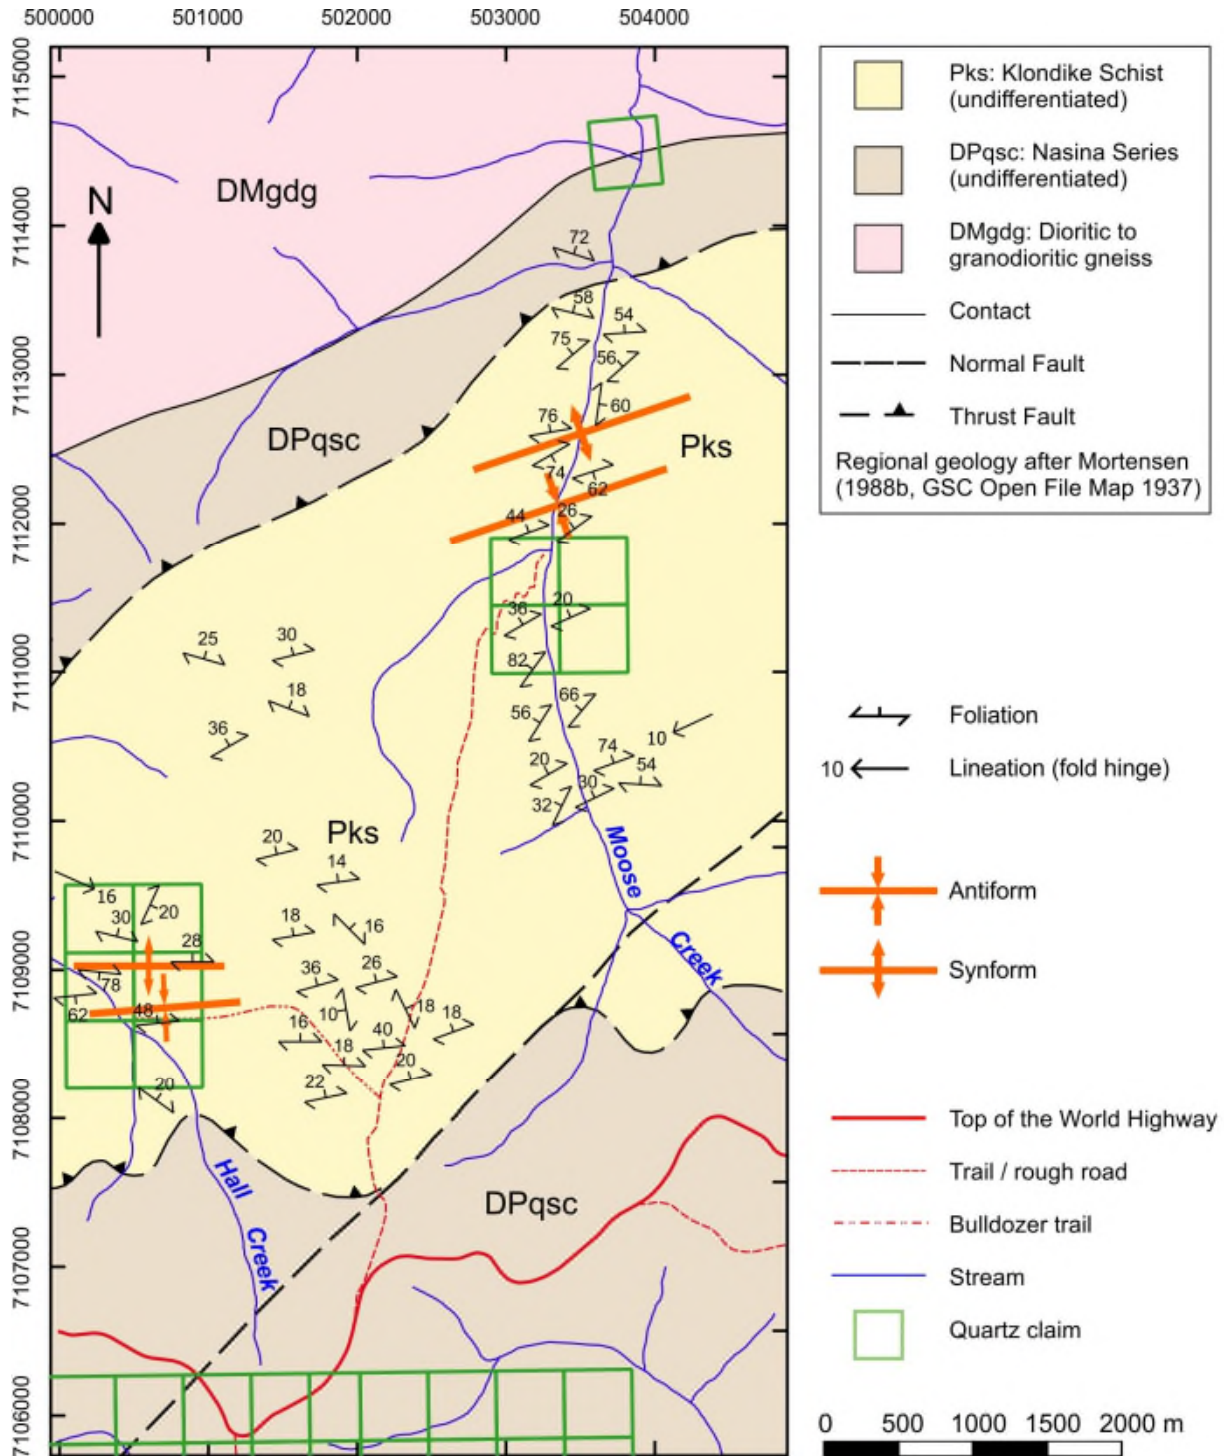 500000 501000 502000 503000 504000
7115000
7114000
7113000
7112000
7111000
7110000
7109000
7108000
7107000
7106000
N
DMgdg
72
58
54
75
56
60
76
DPqsc
Pks
74
62
44
26
36
20
25
30
82
18
66
56
36
10
74
20
54
30
32
Pks
20
14
Moose
16
20
30
18
16
28
Creek
78
36
26
62
10
18
18
48
16
40
18
20
22
20
Hall
DPqsc
Creek
Pks: Klondike Schist
(undifferentiated)
DPqsc: Nasina Series
(undifferentiated)
DMgdg: Dioritic to
granodioritic gneiss
Contact
Normal Fault
Thrust Fault
Regional geology after Mortensen
(1988b, GSC Open File Map 1937)
Foliation
10 Lineation (fold hinge)
Antiform
Synform
Top of the World Highway
Trail / rough road
Bulldozer trail
Stream
Quartz claim
0 500 1000 1500 2000 m